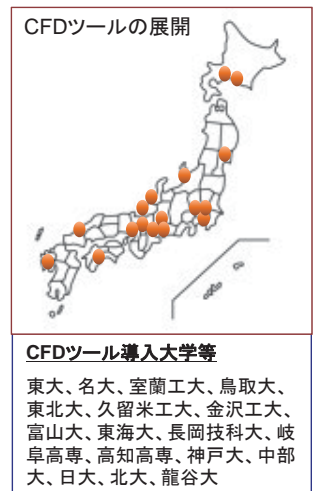 CFDツールの展開
CFDツール導入大学等
東大、名大、室蘭工大、鳥取大、
東北大、久留米工大、金沢工大、
富山大、東海大、長岡技科大、岐
阜高専、高知高専、神戸大、中部
大、日大、北大、龍谷大